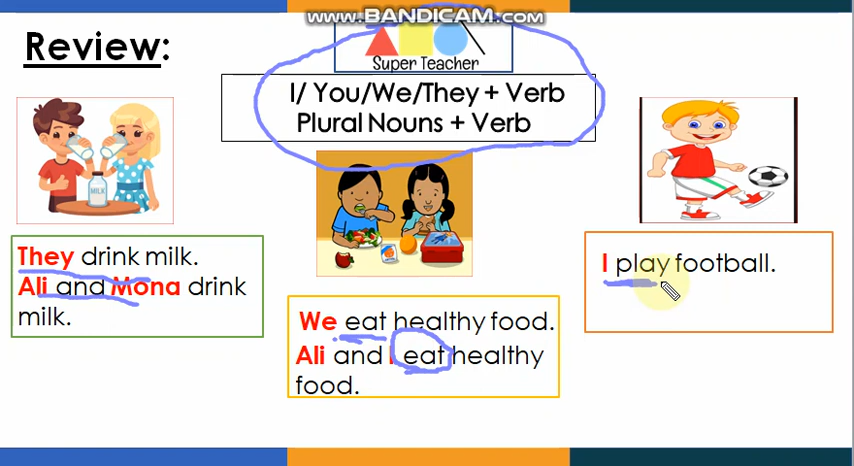 WWW.BANDICAM.COM
Review:
Super Teacher
I/ You/We/They + Verb
Plural Nouns + Verb
MILK
They drink milk.
Ali and Mona drink
milk.
We eat healthy food.
Ali and I eat healthy
food.
I play football.